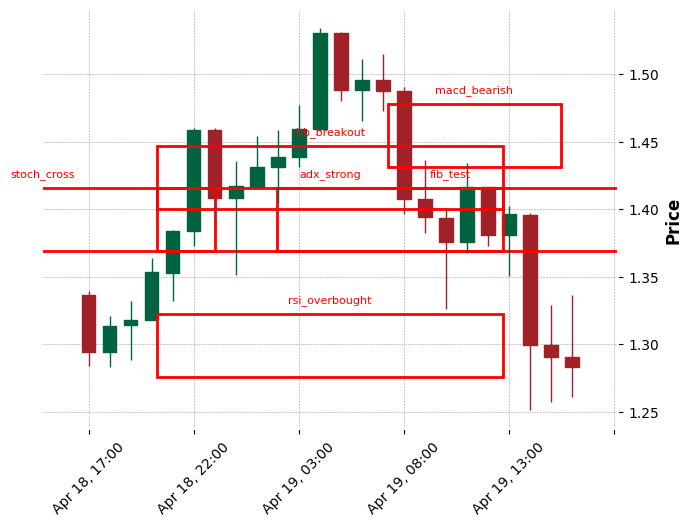 1.50
macd_bearish
1.45
bb_breakout
stoch_cross
adx_strong
fib_test
1.40
Price
1.35
rsi_overbought
1.30
1.25
Apr 18, 17:00
Apr 18, 22:00
Apr 19, 03:00
Apr 19, 08:00
Apr 19, 13:00